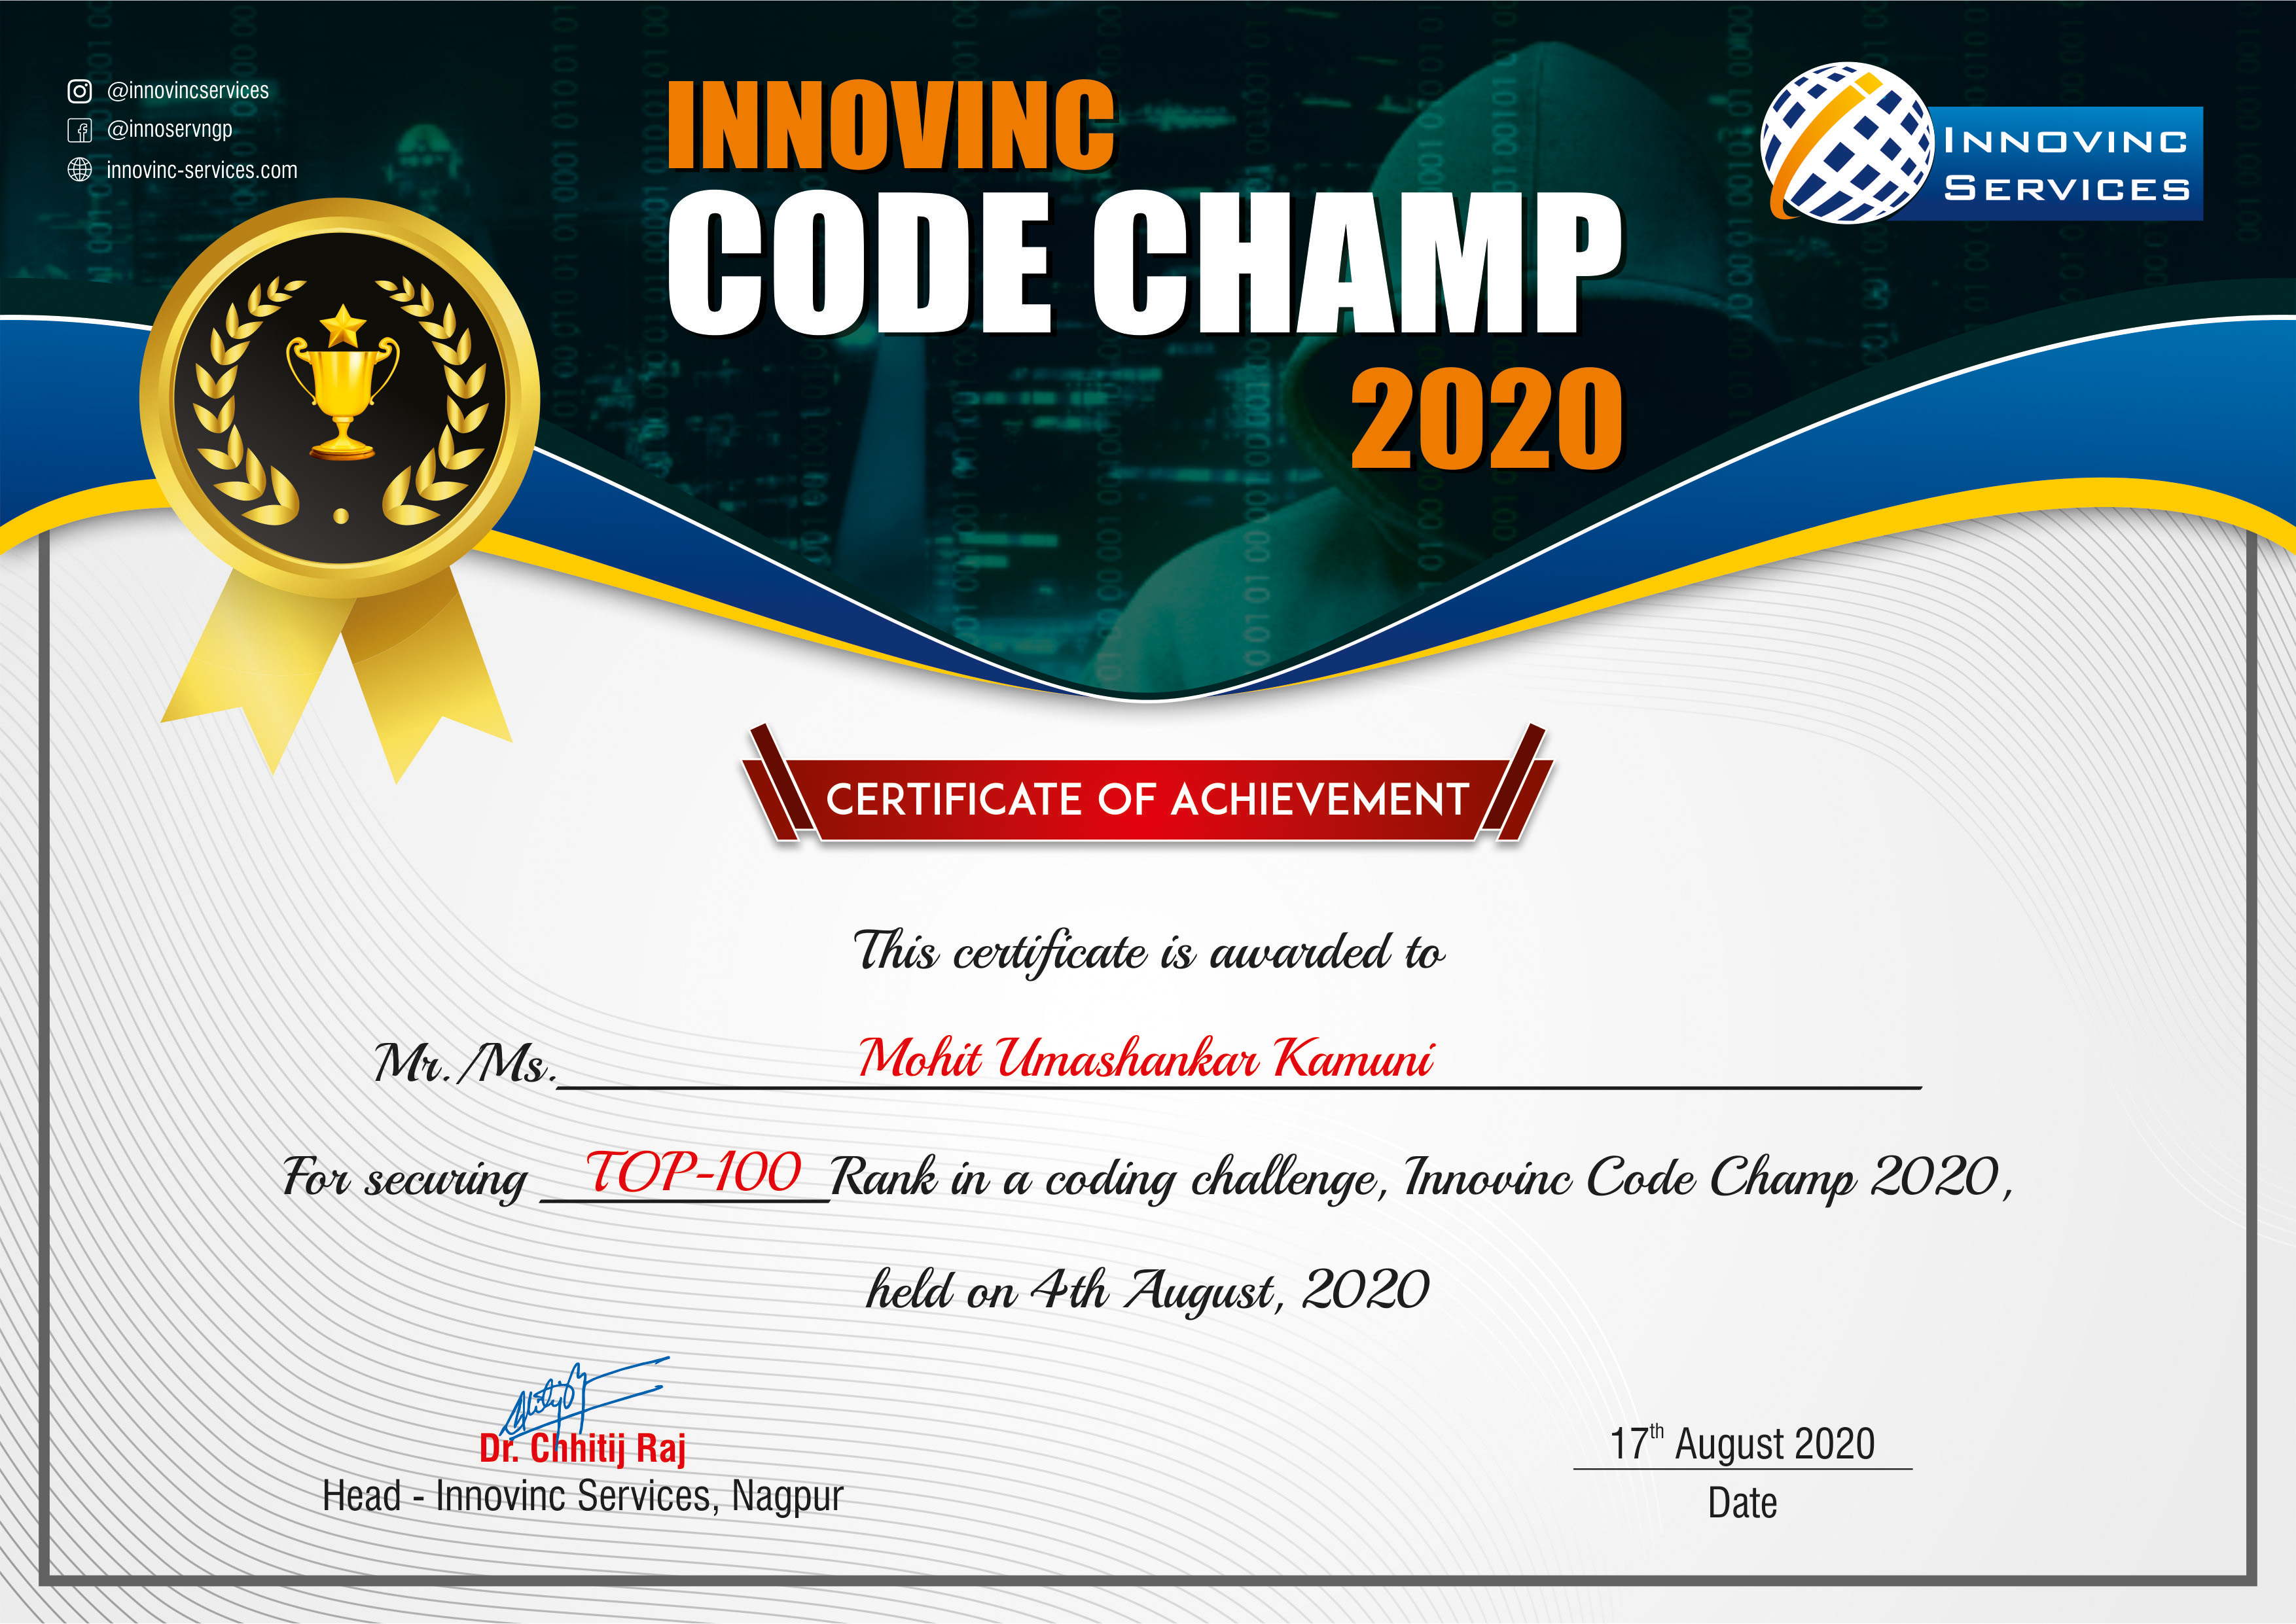 @innovincservices
@innoservngp
innovinc-services.com
INNOVINC
CODE CHAMP
2020
INNOVINC
SERVICES
CERTIFICATE OF ACHIEVEMENT
This certificate is awarded to
Mr./Ms. Mohit Umashankar Kamuni
For securing TOP-100 Rank in a coding challenge, Innovinc Code Champ 2020,
held on 4th August, 2020
Dr. Chhitij Raj
Head - Innovinc Services, Nagpur
17th August 2020
Date